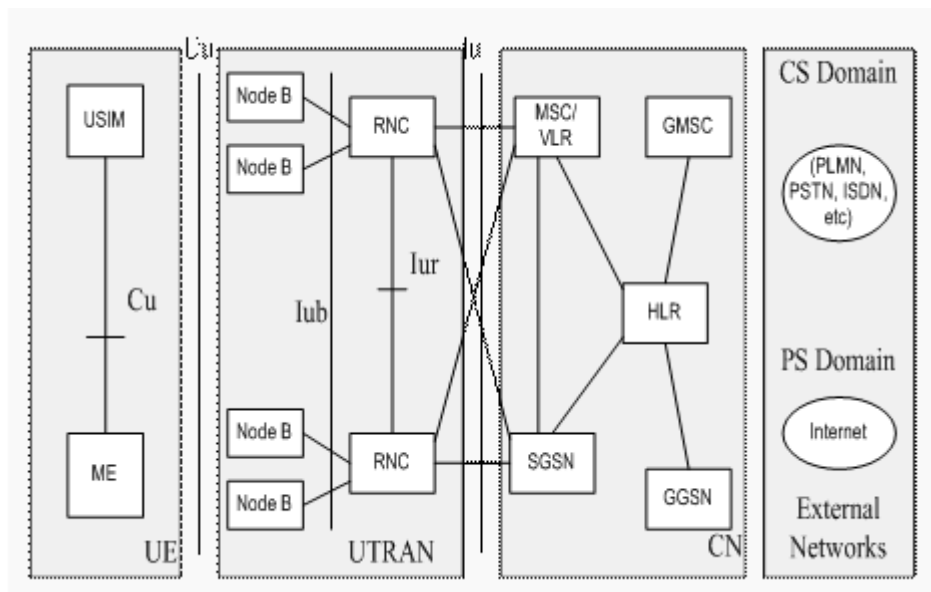 Uu
Iu
USIM
Cu
ME
UE
Node B
Node B
RNC
Iub
Iur
Node B
Node B
RNC
UTRAN
MSC/
VLR
GMSC
HLR
SGSN
GGSN
CN
CS Domain
(PLMN,
PSTN, ISDN,
etc)
PS Domain
Internet
External
Networks